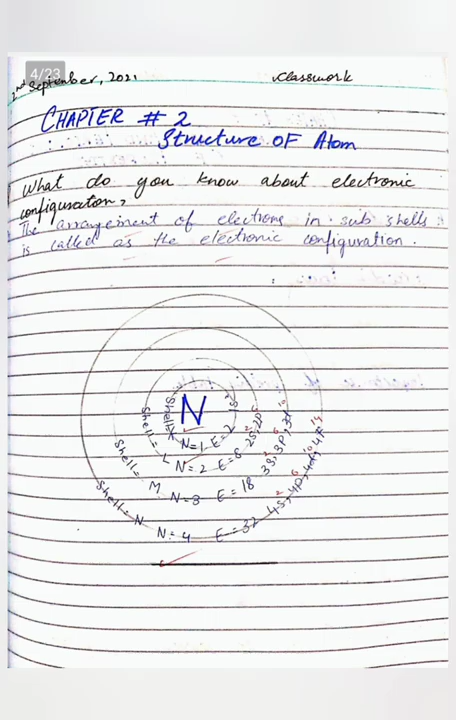 4/23
2nd September, 2021
Classwork
CHAPTER # 2
Structure OF Atom
What do you know about electronic
configuration?
The arrangement of electrons in sub shells
is called as the electronic configuration.
N
Shell=K N=1 E=2 1s²
Shell= L N=2 E=8 2s²,2p⁶
Shell= M N=3 E=18 3s²,3p⁶,3d¹⁰
Shell= N N=4 E=32 4s²,4p⁶,4d¹⁰,4f¹⁴